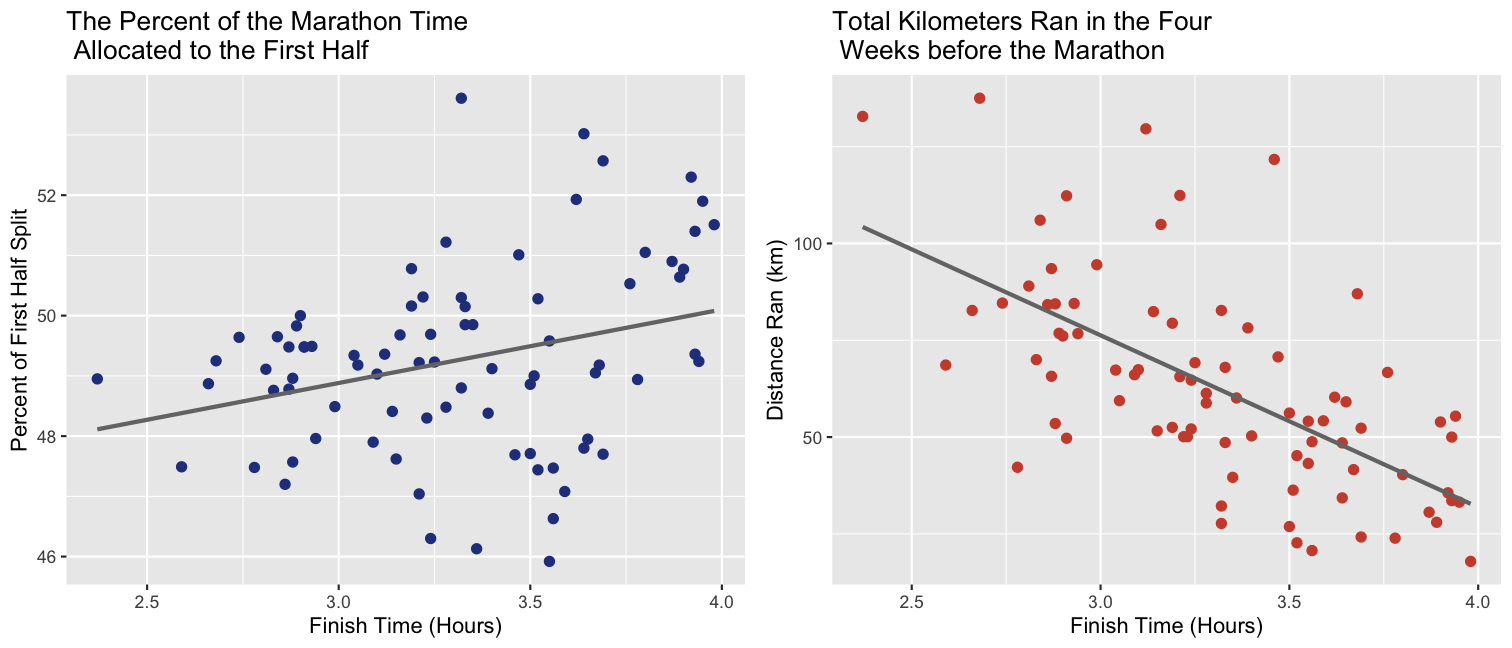 The Percent of the Marathon Time
Allocated to the First Half
Percent of First Half Split
52
50
48
46
2.5
3.0
3.5
4.0
Finish Time (Hours)
Total Kilometers Ran in the Four
Weeks before the Marathon
Distance Ran (km)
100
50
2.5
3.0
3.5
4.0
Finish Time (Hours)